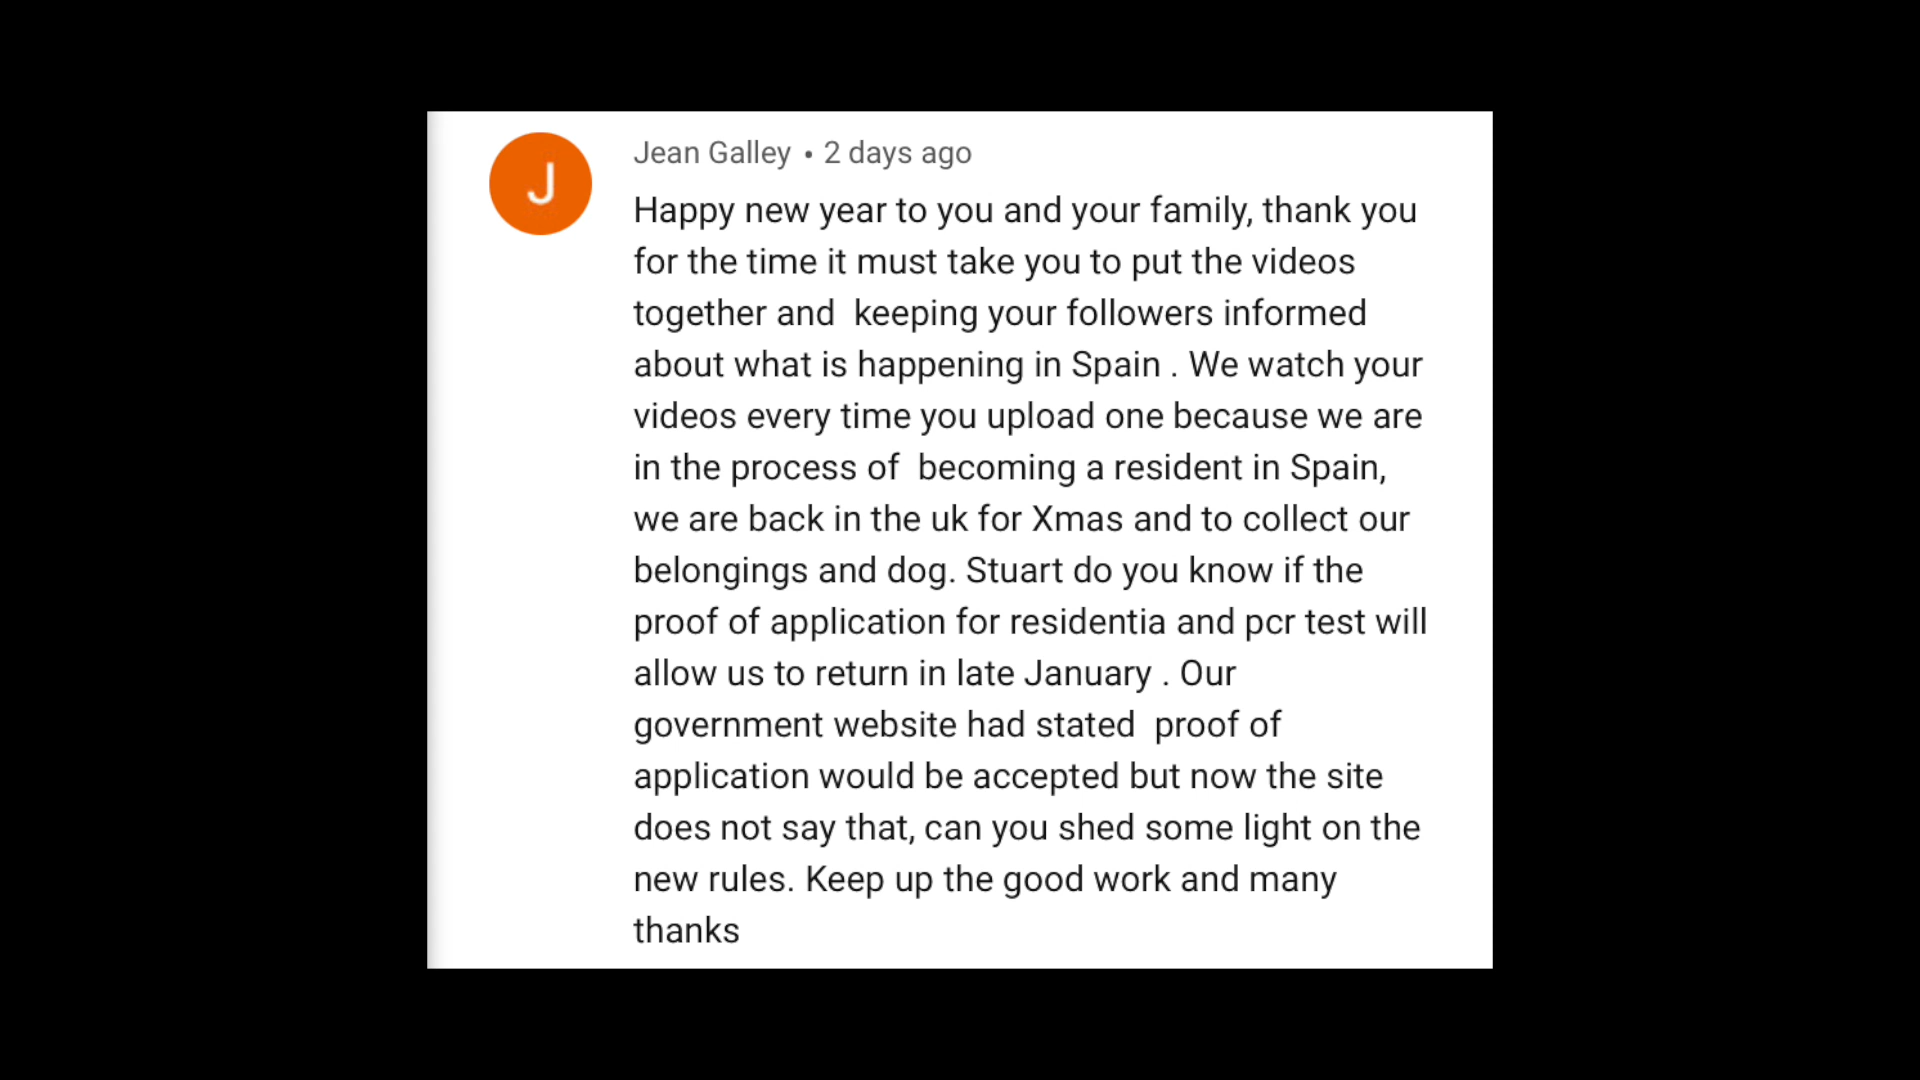 J
Jean Galley • 2 days ago
Happy new year to you and your family, thank you
for the time it must take you to put the videos
together and  keeping your followers informed
about what is happening in Spain . We watch your
videos every time you upload one because we are
in the process of  becoming a resident in Spain,
we are back in the uk for Xmas and to collect our
belongings and dog. Stuart do you know if the
proof of application for residentia and pcr test will
allow us to return in late January . Our
government website had stated  proof of
application would be accepted but now the site
does not say that, can you shed some light on the
new rules. Keep up the good work and many
thanks